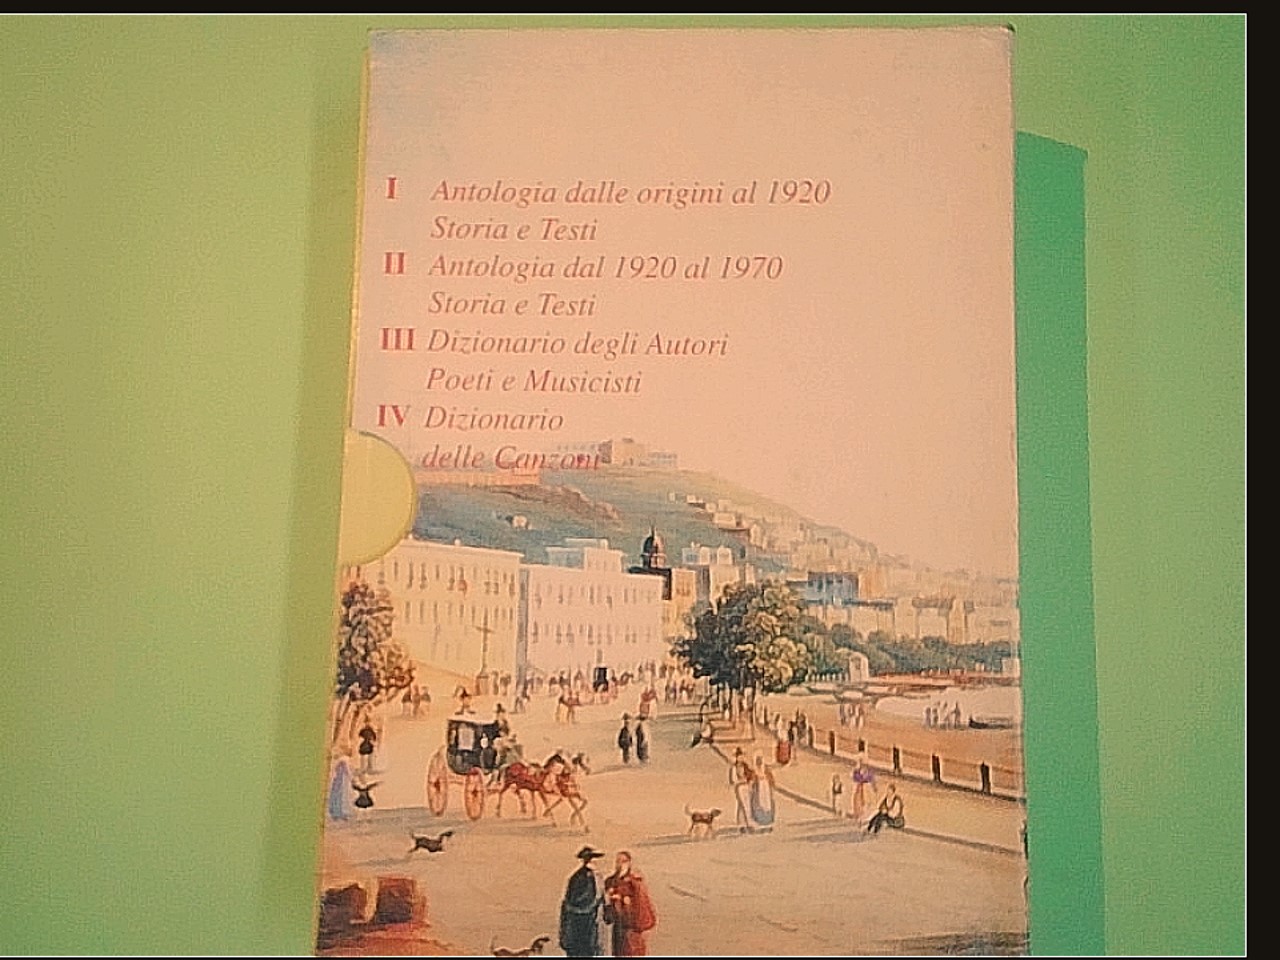 I Antologia dalle origini al 1920
Storia e Testi
II Antologia dal 1920 al 1970
Storia e Testi
III Dizionario degli Autori
Poeti e Musicisti
IV Dizionario
delle Canzoni